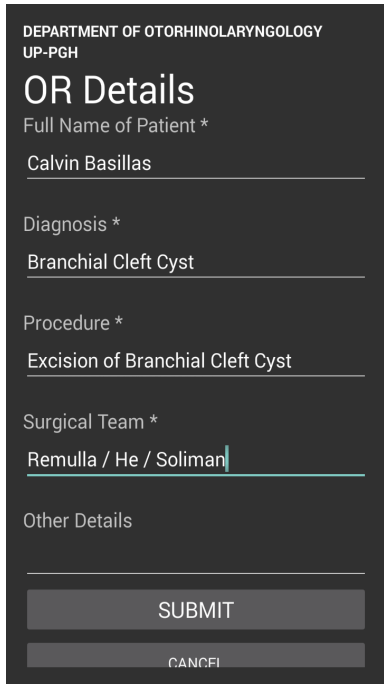 DEPARTMENT OF OTORHINOLARYNGOLOGY
UP-PGH
OR Details
Full Name of Patient *
Calvin Basillas
Diagnosis *
Branchial Cleft Cyst
Procedure *
Excision of Branchial Cleft Cyst
Surgical Team *
Remulla / He / Soliman
Other Details
SUBMIT
CANCEL